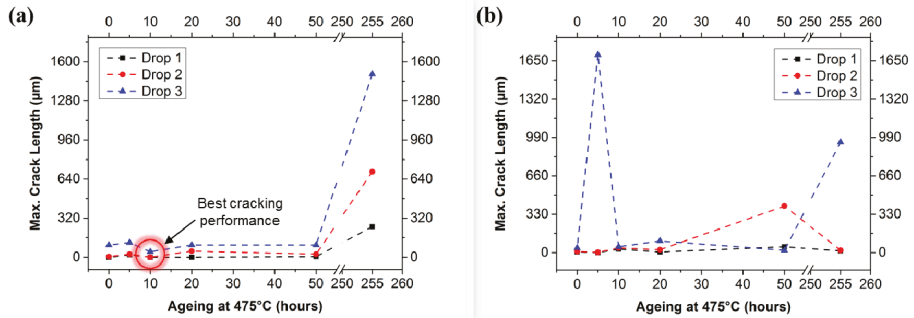 (a)
0 10 20 30 40 50 250 255 260
Max. Crack Length (µm)
1600
1280
960
640
320
0
Drop 1
Drop 2
Drop 3
Best cracking
performance
1600
1280
960
640
320
0
0 10 20 30 40 50 250 255 260
Ageing at 475°C (hours)
(b)
0 10 20 30 40 50 250 255 260
Max. Crack Length (µm)
1650
1320
990
660
330
0
Drop 1
Drop 2
Drop 3
1650
1320
990
660
330
0
0 10 20 30 40 50 250 255 260
Ageing at 475°C (hours)